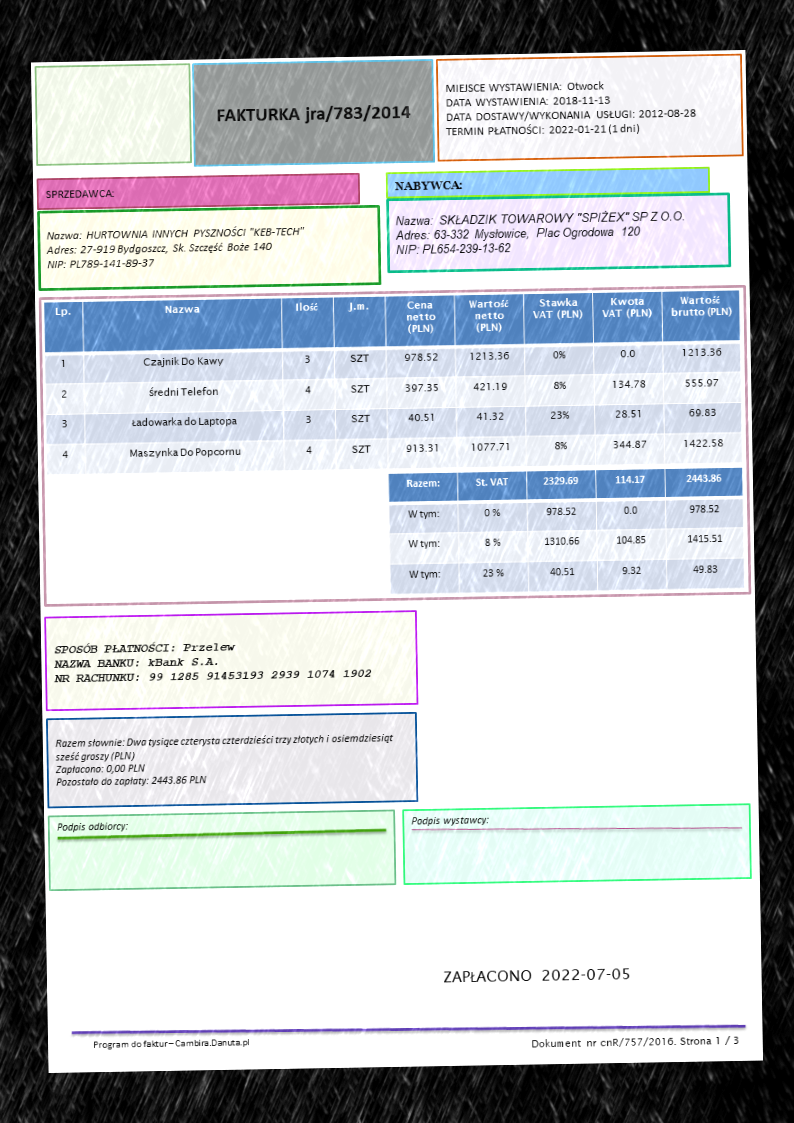 FAKTURKA jra/783/2014
MIEJSCE WYSTAWIENIA: Otwock
DATA WYSTAWIENIA: 2018-11-13
DATA DOSTAWY/WYKONANIA USŁUGI: 2012-08-28
TERMIN PŁATNOŚCI: 2022-01-21 (1 dni)
SPRZEDAWCA:
Nazwa: HURTOWNIA INNYCH PYSZNOŚCI "KEB-TECH"
Adres: 27-919 Bydgoszcz, Sk. Szczęść Boże 140
NIP: PL789-141-89-37
NABYWCA:
Nazwa: SKŁADZIK TOWAROWY "SPIŻEX" SP Z O.O.
Adres: 63-332 Mysłowice, Plac Ogrodowa 120
NIP: PL654-239-13-62
Lp. Nazwa Ilość J.m. Cena netto (PLN) Wartość netto (PLN) Stawka VAT (PLN) Kwota VAT (PLN) Wartość brutto (PLN)
1 Czajnik Do Kawy 3 SZT 978.52 1213.36 0% 0.0 1213.36
2 średni Telefon 4 SZT 397.35 421.19 8% 134.78 555.97
3 Ładowarka do Laptopa 3 SZT 40.51 41.32 23% 28.51 69.83
4 Maszynka Do Popcornu 4 SZT 913.31 1077.71 8% 344.87 1422.58
Razem: St. VAT 2329.69 114.17 2443.86
W tym: 0 % 978.52 0.0 978.52
W tym: 8 % 1310.66 104.85 1415.51
W tym: 23 % 40.51 9.32 49.83
SPOSÓB PŁATNOŚCI: Przelew
NAZWA BANKU: kBank S.A.
NR RACHUNKU: 99 1285 91453193 2939 1074 1902
Razem słownie: Dwa tysiące czterysta czterdzieści trzy złotych i osiemdziesiąt
sześć groszy (PLN)
Zapłacono: 0,00 PLN
Pozostało do zapłaty: 2443.86 PLN
Podpis odbiorcy:
Podpis wystawcy:
ZAPŁACONO 2022-07-05
Program do faktur – Cambira.Danuta.pl
Dokument nr cnR/757/2016. Strona 1 / 3